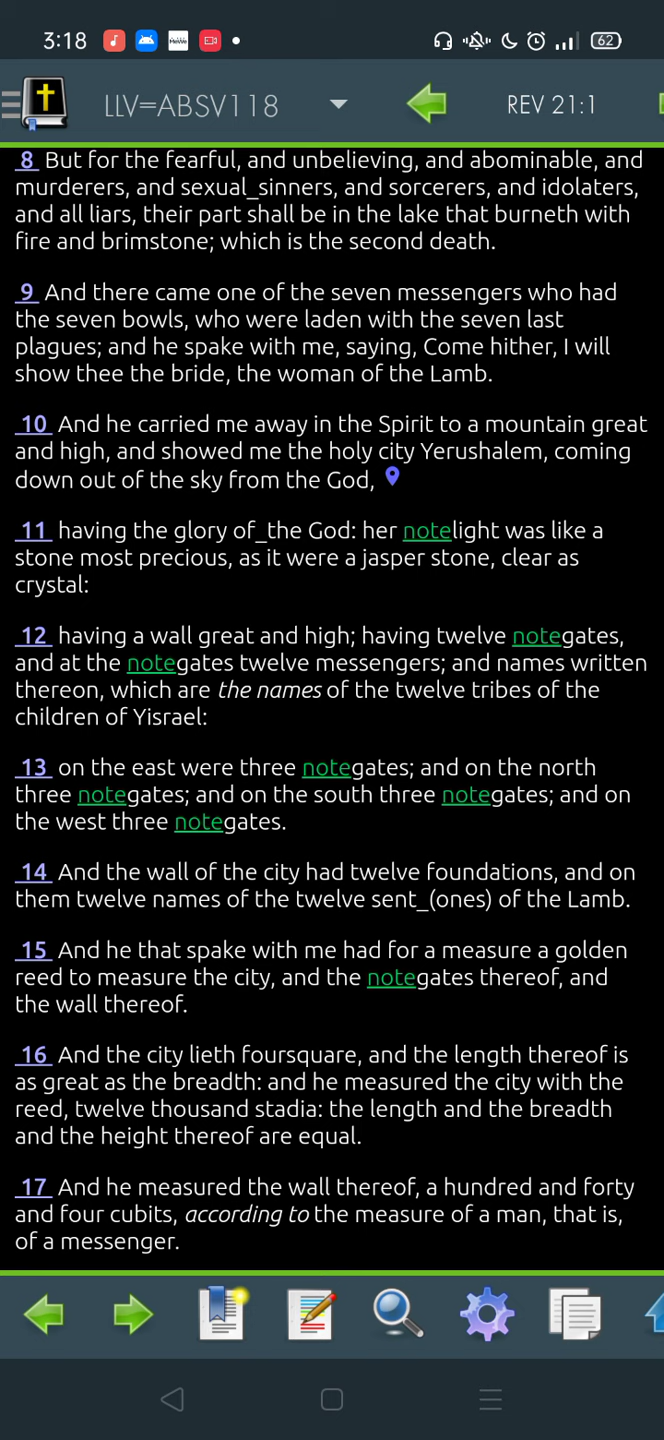 3:18
62
LLV=ABSV118
REV 21:1
8 But for the fearful, and unbelieving, and abominable, and
murderers, and sexual_sinners, and sorcerers, and idolaters,
and all liars, their part shall be in the lake that burneth with
fire and brimstone; which is the second death.
9 And there came one of the seven messengers who had
the seven bowls, who were laden with the seven last
plagues; and he spake with me, saying, Come hither, I will
show thee the bride, the woman of the Lamb.
10 And he carried me away in the Spirit to a mountain great
and high, and showed me the holy city Yerushalem, coming
down out of the sky from the God,
11 having the glory of_the God: her notelight was like a
stone most precious, as it were a jasper stone, clear as
crystal:
12 having a wall great and high; having twelve notegates,
and at the notegates twelve messengers; and names written
thereon, which are the names of the twelve tribes of the
children of Yisrael:
13 on the east were three notegates; and on the north
three notegates; and on the south three notegates; and on
the west three notegates.
14 And the wall of the city had twelve foundations, and on
them twelve names of the twelve sent_(ones) of the Lamb.
15 And he that spake with me had for a measure a golden
reed to measure the city, and the notegates thereof, and
the wall thereof.
16 And the city lieth foursquare, and the length thereof is
as great as the breadth: and he measured the city with the
reed, twelve thousand stadia: the length and the breadth
and the height thereof are equal.
17 And he measured the wall thereof, a hundred and forty
and four cubits, according to the measure of a man, that is,
of a messenger.